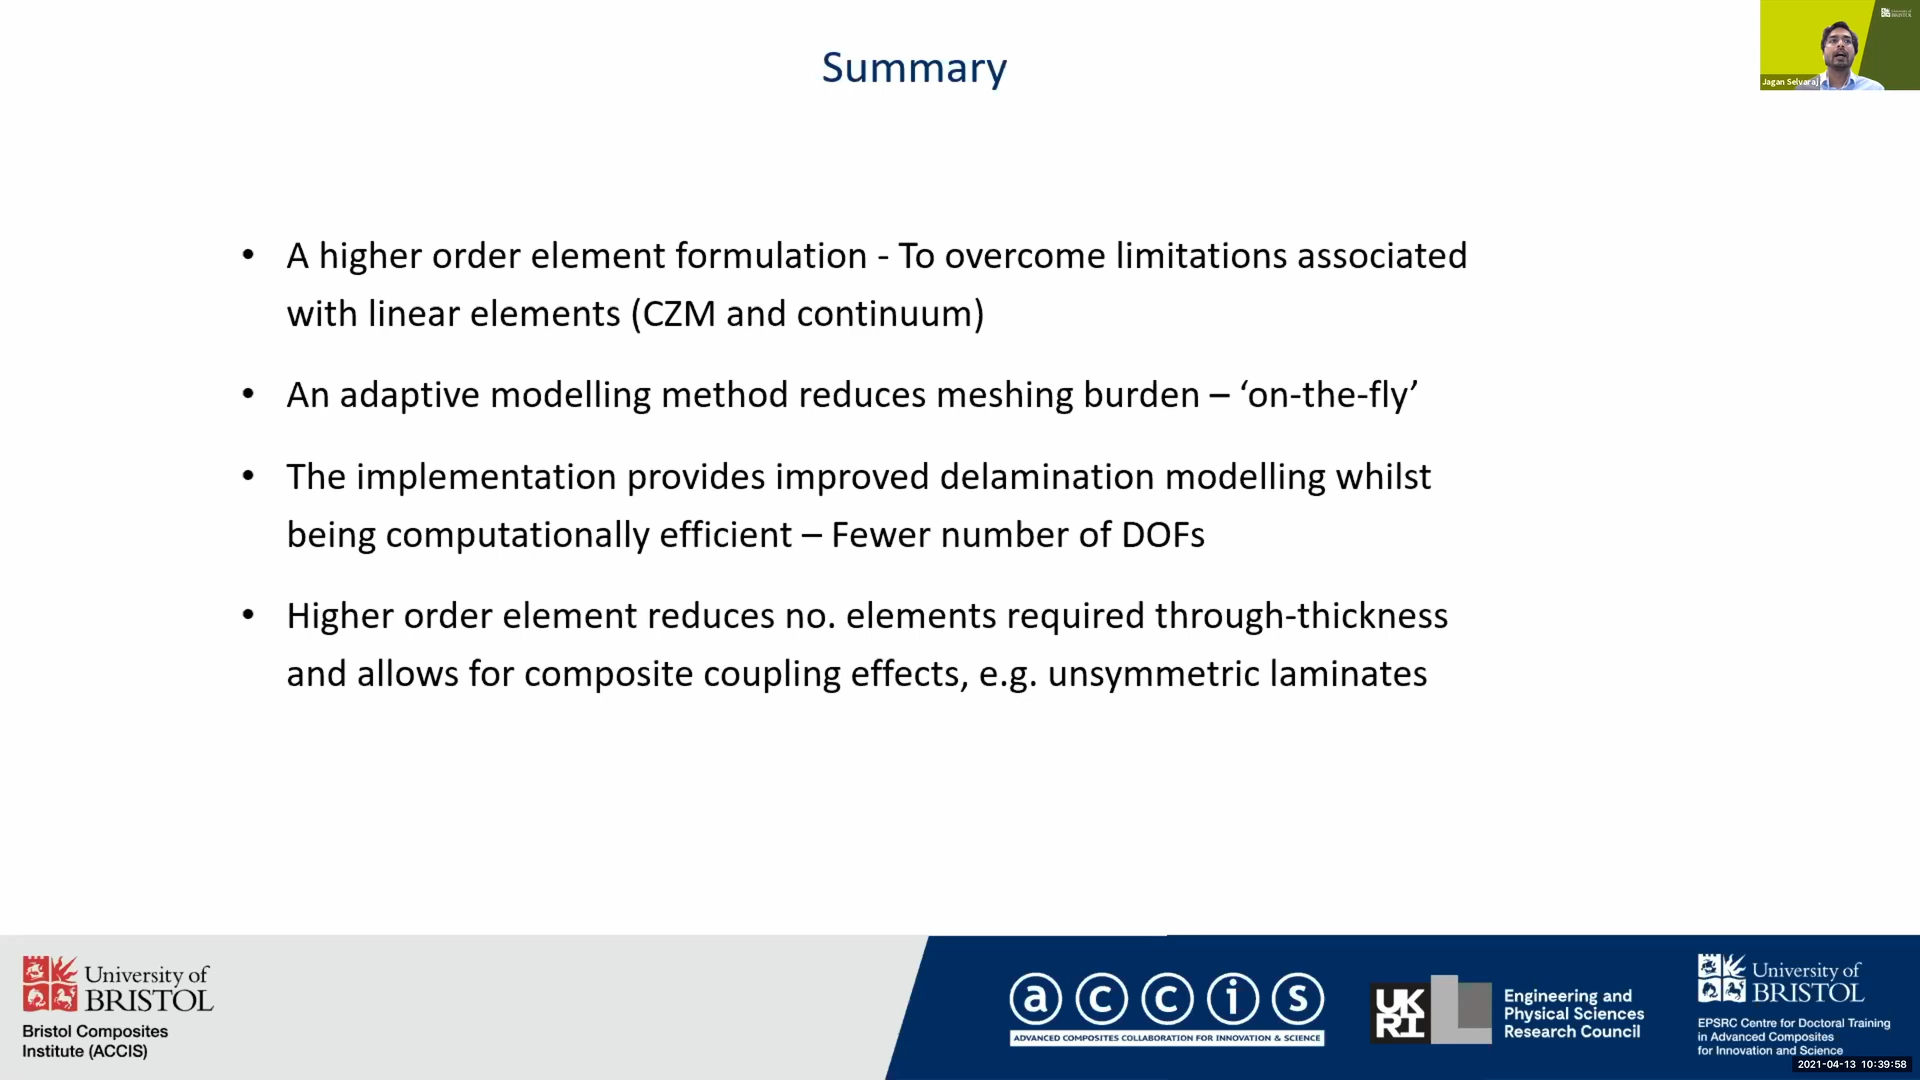 Summary
Jagan Selvaraj
• A higher order element formulation - To overcome limitations associated
with linear elements (CZM and continuum)
• An adaptive modelling method reduces meshing burden – ‘on-the-fly’
• The implementation provides improved delamination modelling whilst
being computationally efficient – Fewer number of DOFs
• Higher order element reduces no. elements required through-thickness
and allows for composite coupling effects, e.g. unsymmetric laminates
University of
BRISTOL
Bristol Composites
Institute (ACCIS)
accis
ADVANCED COMPOSITES COLLABORATION FOR INNOVATION & SCIENCE
UK
RI
Engineering and
Physical Sciences
Research Council
University of
BRISTOL
EPSRC Centre for Doctoral Training
in Advanced Composites
for Innovation and Science
2021-04-13 10:39:58